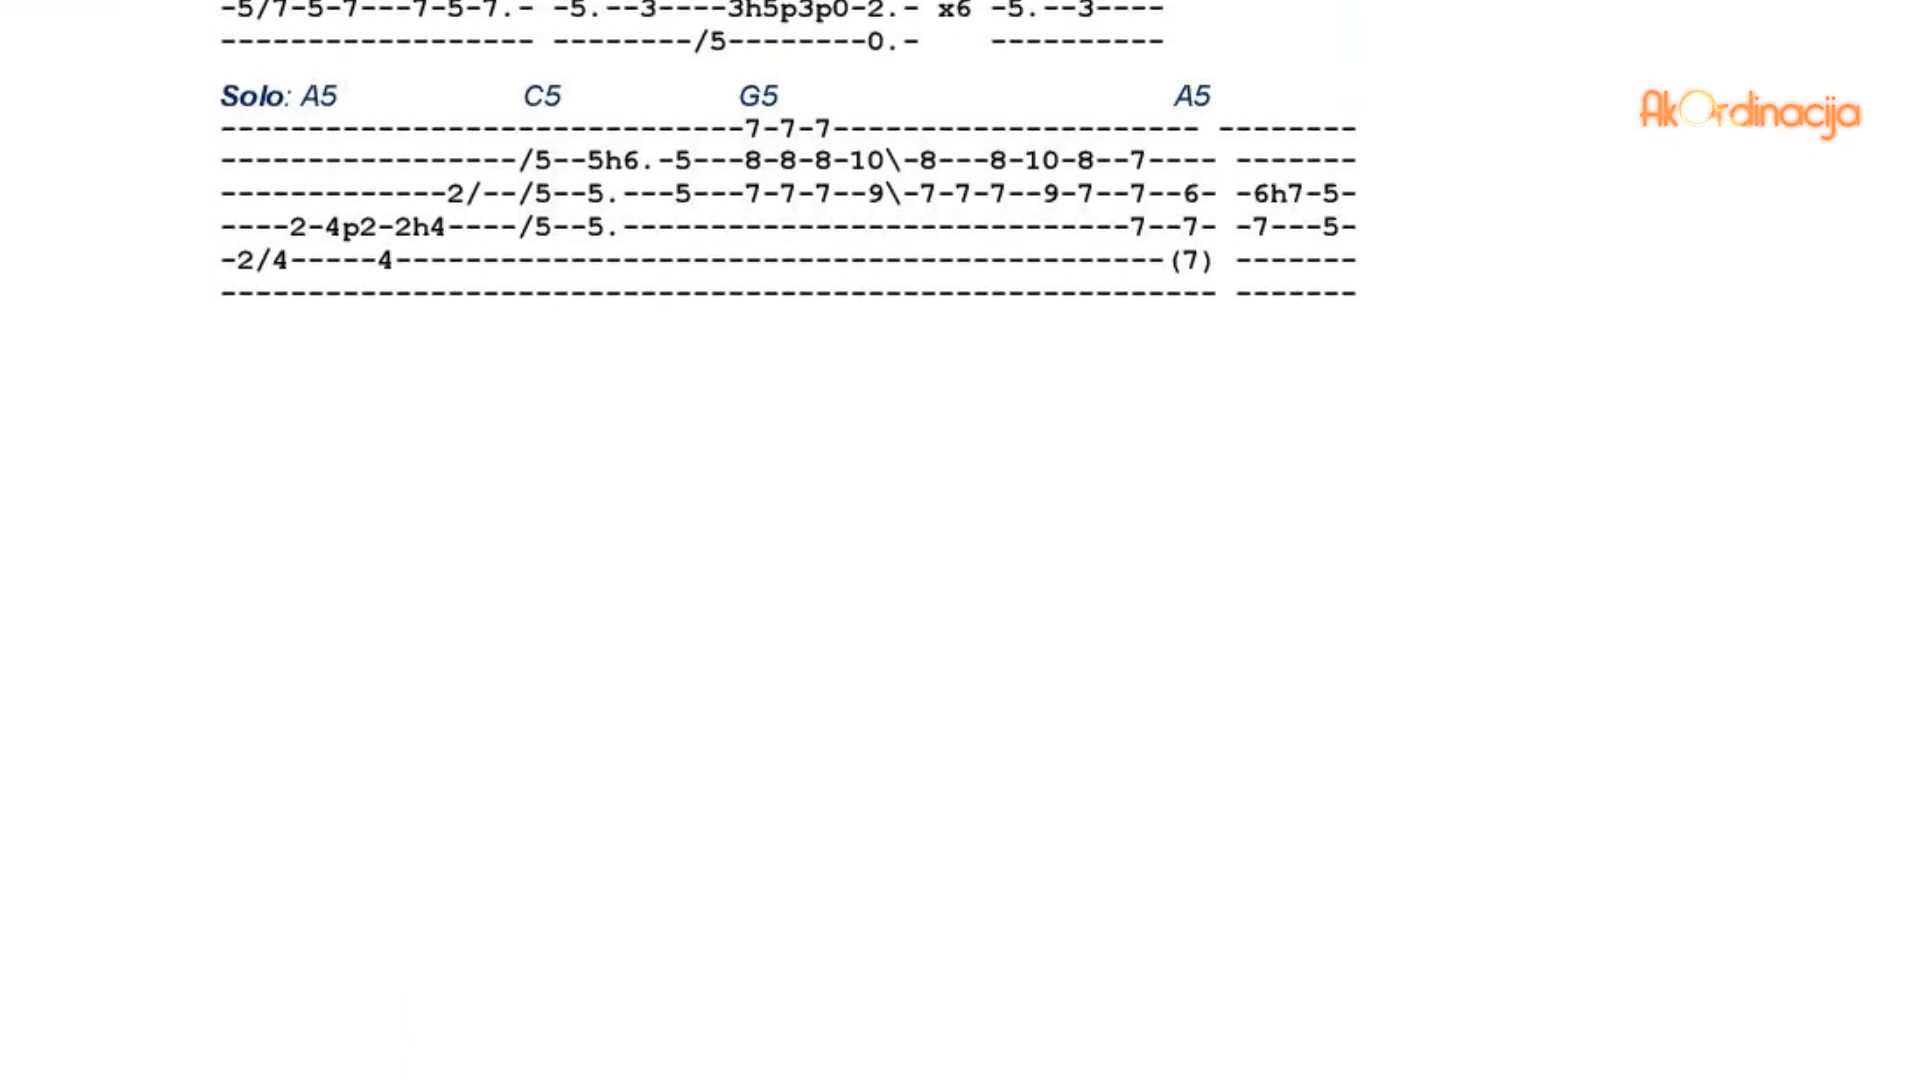 -5/7-5-7---7-5-7.- -5.--3----3h5p3p0-2.- x6 -5.--3----
------------------ --------/5--------0.-    ----------
Solo: A5 C5 G5 A5
------------------------------7-7-7--------------------- --------
-----------------/5--5h6.-5---8-8-8-10\-8---8-10-8--7---- -------
-------------2/--/5--5.---5---7-7-7--9\-7-7-7--9-7--7--6- -6h7-5-
----2-4p2-2h4----/5--5.-----------------------------7--7- -7---5-
-2/4-----4--------------------------------------------(7) -------
--------------------------------------------------------- -------
AkOrdinacija